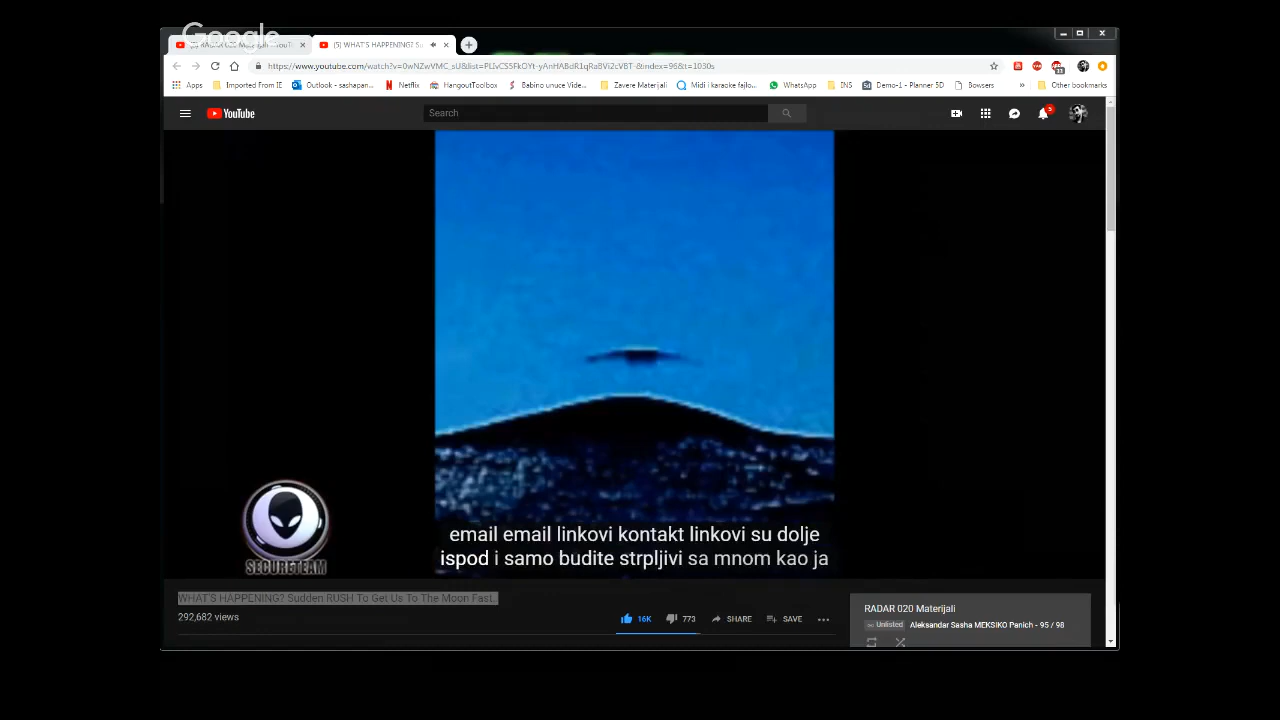 Google
(5) WHAT'S HAPPENING? Su
https://www.youtube.com/watch?v=0wNZwVMC_sU&list=PLIvCS5FkOYt-yAnHABdR1qRaBVi2cVBT-&index=96&t=1030s
Apps
Imported From IE
Outlook - sashapan...
Netflix
HangoutToolbox
Babino unuce Vide...
Zavere Materijali
Midi i karaoke fajlo...
WhatsApp
INS
Demo-1 - Planner 5D
Bowsers
»
Other bookmarks
YouTube
Search
email email linkovi kontakt linkovi su dolje
ispod i samo budite strpljivi sa mnom kao ja
SECURETEAM
WHAT'S HAPPENING? Sudden RUSH To Get Us To The Moon Fast..
292,682 views
16K
773
SHARE
SAVE
RADAR 020 Materijali
Unlisted
Aleksandar Sasha MEKSIKO Panich - 95 / 98